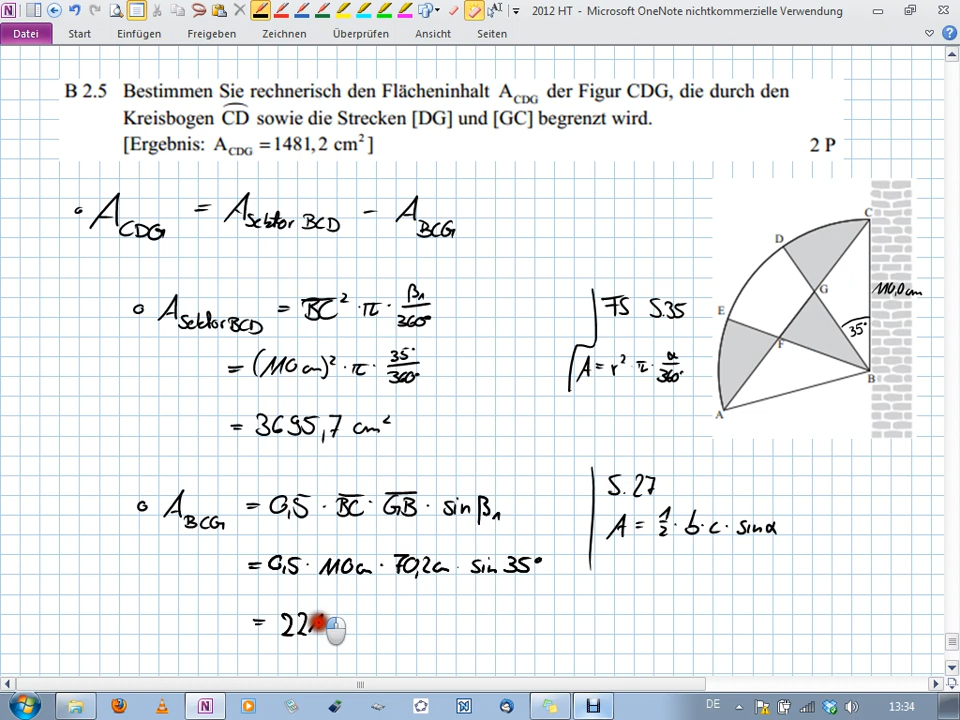 2012 HT - Microsoft OneNote nichtkommerzielle Verwendung
Datei Start Einfügen Freigeben Zeichnen Überprüfen Ansicht Seiten
B 2.5 Bestimmen Sie rechnerisch den Flächeninhalt A_CDG der Figur CDG, die durch den
Kreisbogen CD sowie die Strecken [DG] und [GC] begrenzt wird.
[Ergebnis: A_CDG = 1481,2 cm²] 2 P
• A_CDG = A_Sektor BCD − A_BCG
C
D
G
110,0 cm
E
35°
F
B
A
∘ A_Sektor BCD = BC² · π · β₁/360°
= (110 cm)² · π · 35°/360°
= 3695,7 cm²
FS S.35
A = r² · π · α/360°
∘ A_BCG = 0,5 · BC · GB · sin β₁
= 0,5 · 110cm · 70,2cm · sin 35°
= 22
S. 27
A = 1/2 · b · c · sin α
DE 13:34